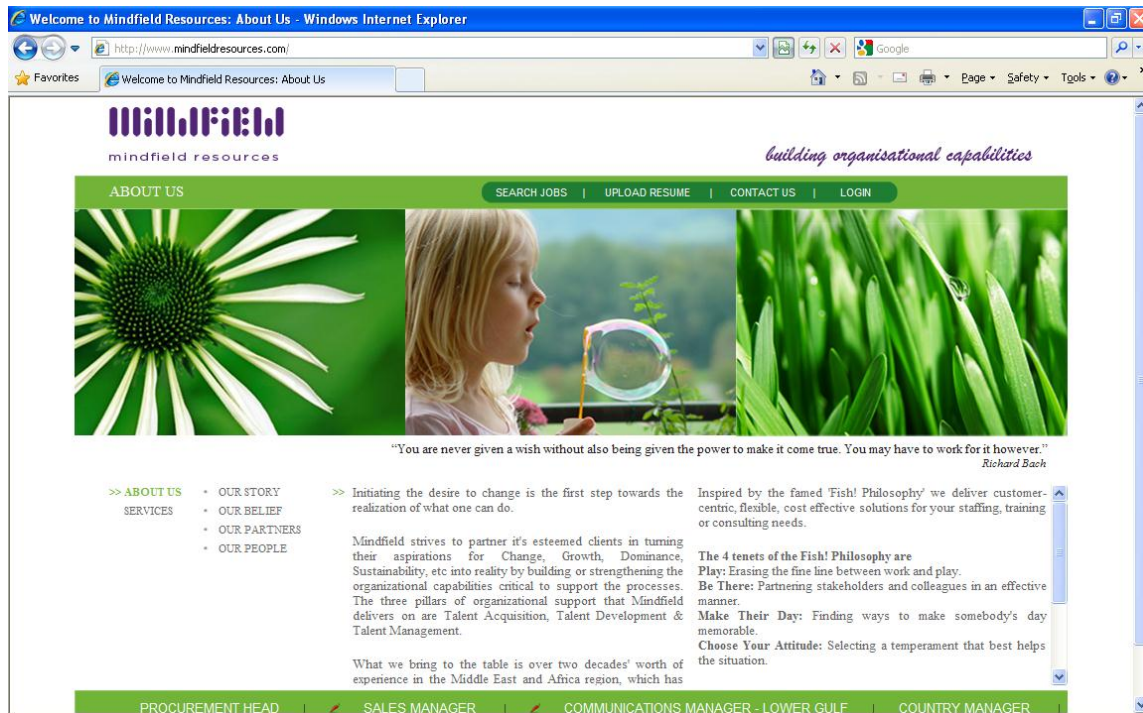 Welcome to Mindfield Resources: About Us - Windows Internet Explorer
http://www.mindfieldresources.com/
Google
Favorites
Welcome to Mindfield Resources: About Us
Page
Safety
Tools
MiNdFiElD
mindfield resources
building organisational capabilities
ABOUT US
SEARCH JOBS | UPLOAD RESUME | CONTACT US | LOGIN
“You are never given a wish without also being given the power to make it come true. You may have to work for it however.”
Richard Bach
>> ABOUT US
SERVICES
• OUR STORY
• OUR BELIEF
• OUR PARTNERS
• OUR PEOPLE
>> Initiating the desire to change is the first step towards the
realization of what one can do.
Mindfield strives to partner it's esteemed clients in turning
their aspirations for Change, Growth, Dominance,
Sustainability, etc into reality by building or strengthening the
organizational capabilities critical to support the processes.
The three pillars of organizational support that Mindfield
delivers on are Talent Acquisition, Talent Development &
Talent Management.
What we bring to the table is over two decades' worth of
experience in the Middle East and Africa region, which has
Inspired by the famed 'Fish! Philosophy' we deliver customer-
centric, flexible, cost effective solutions for your staffing, training
or consulting needs.
The 4 tenets of the Fish! Philosophy are
Play: Erasing the fine line between work and play.
Be There: Partnering stakeholders and colleagues in an effective
manner.
Make Their Day: Finding ways to make somebody's day
memorable.
Choose Your Attitude: Selecting a temperament that best helps
the situation.
PROCUREMENT HEAD | SALES MANAGER | COMMUNICATIONS MANAGER - LOWER GULF | COUNTRY MANAGER |